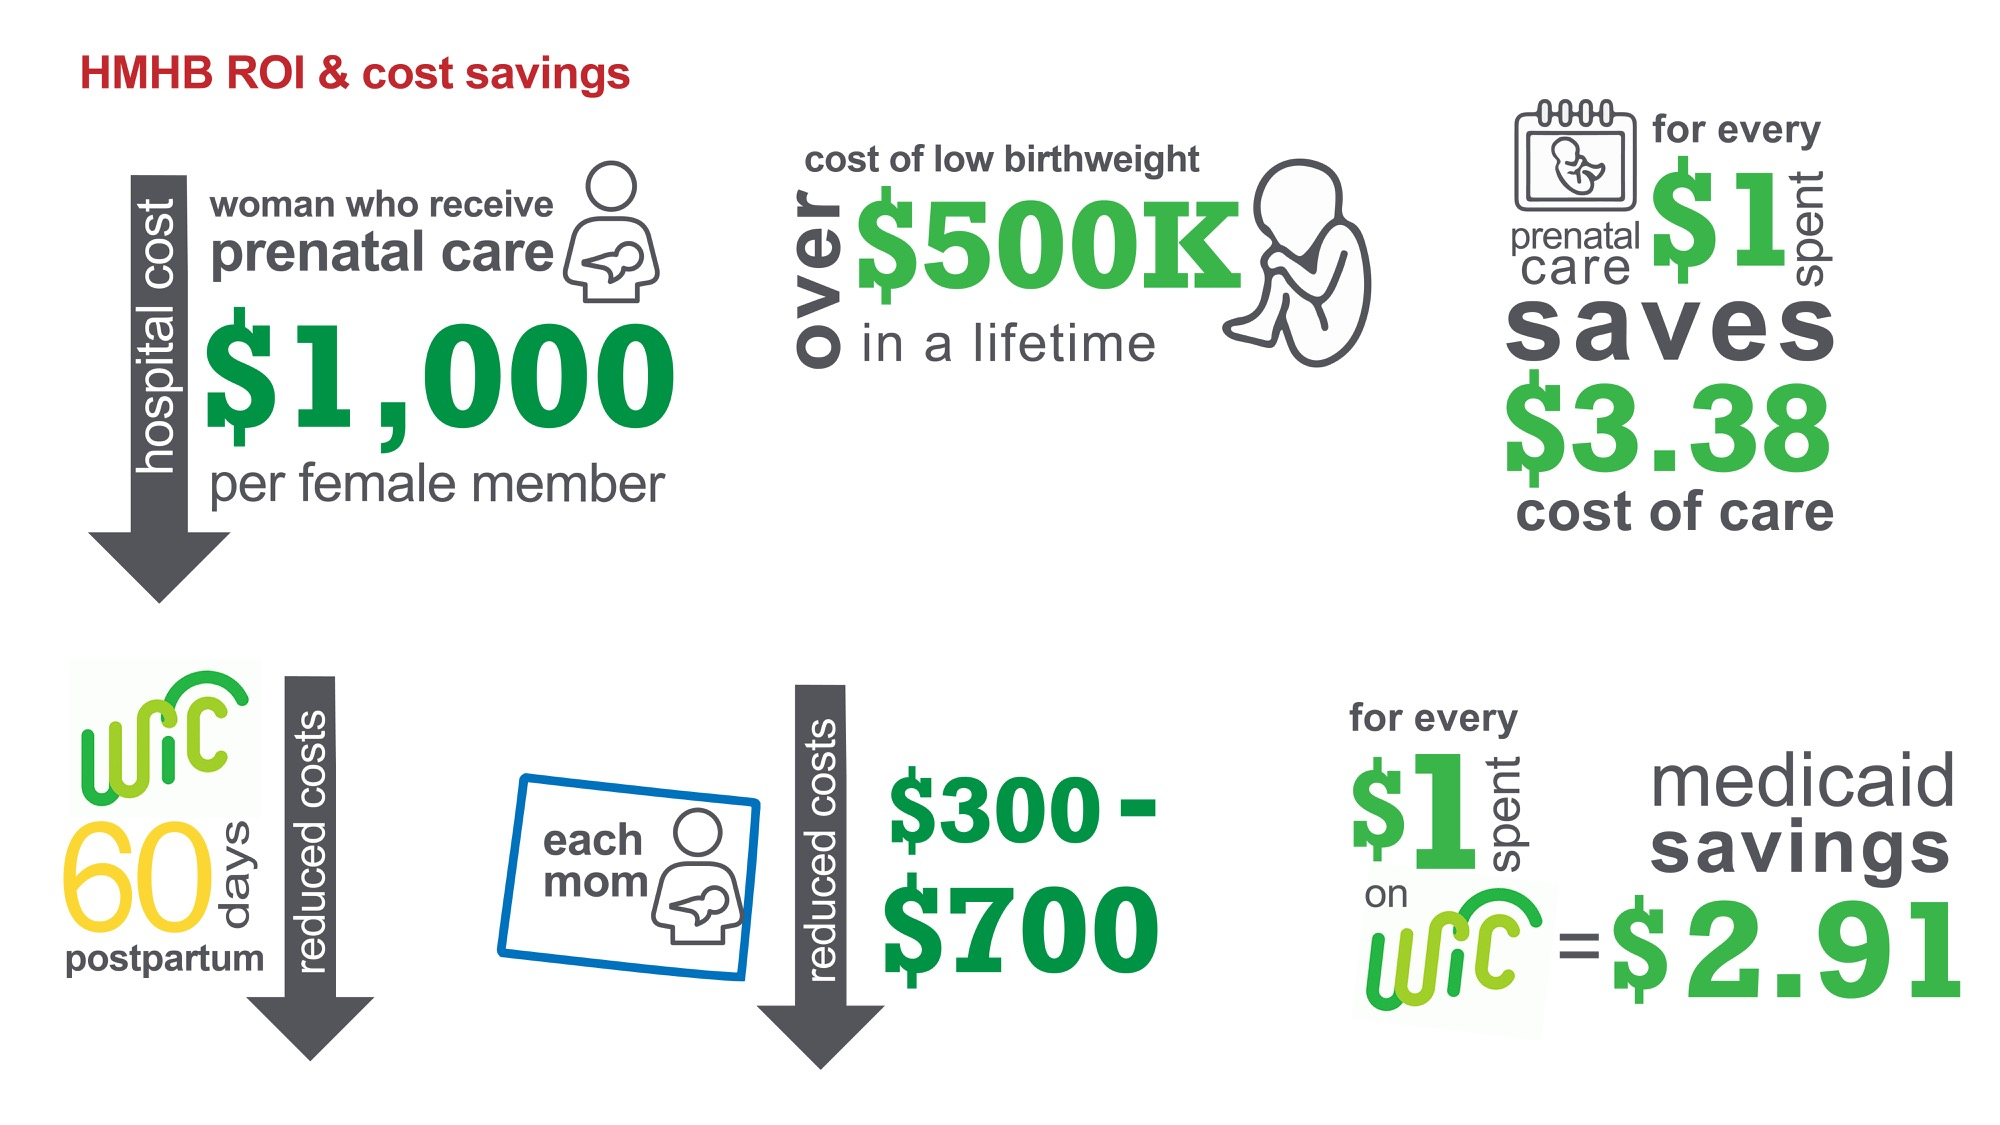 HMHB ROI & cost savings
hospital cost
woman who receive
prenatal care
$1,000
per female member
cost of low birthweight
over
$500K
in a lifetime
for every
$1
spent
prenatal
care
saves
$3.38
cost of care
wic
60
days
postpartum
reduced costs
each
mom
reduced costs
$300 -
$700
for every
$1
spent
on
wic
=
medicaid
savings
$2.91